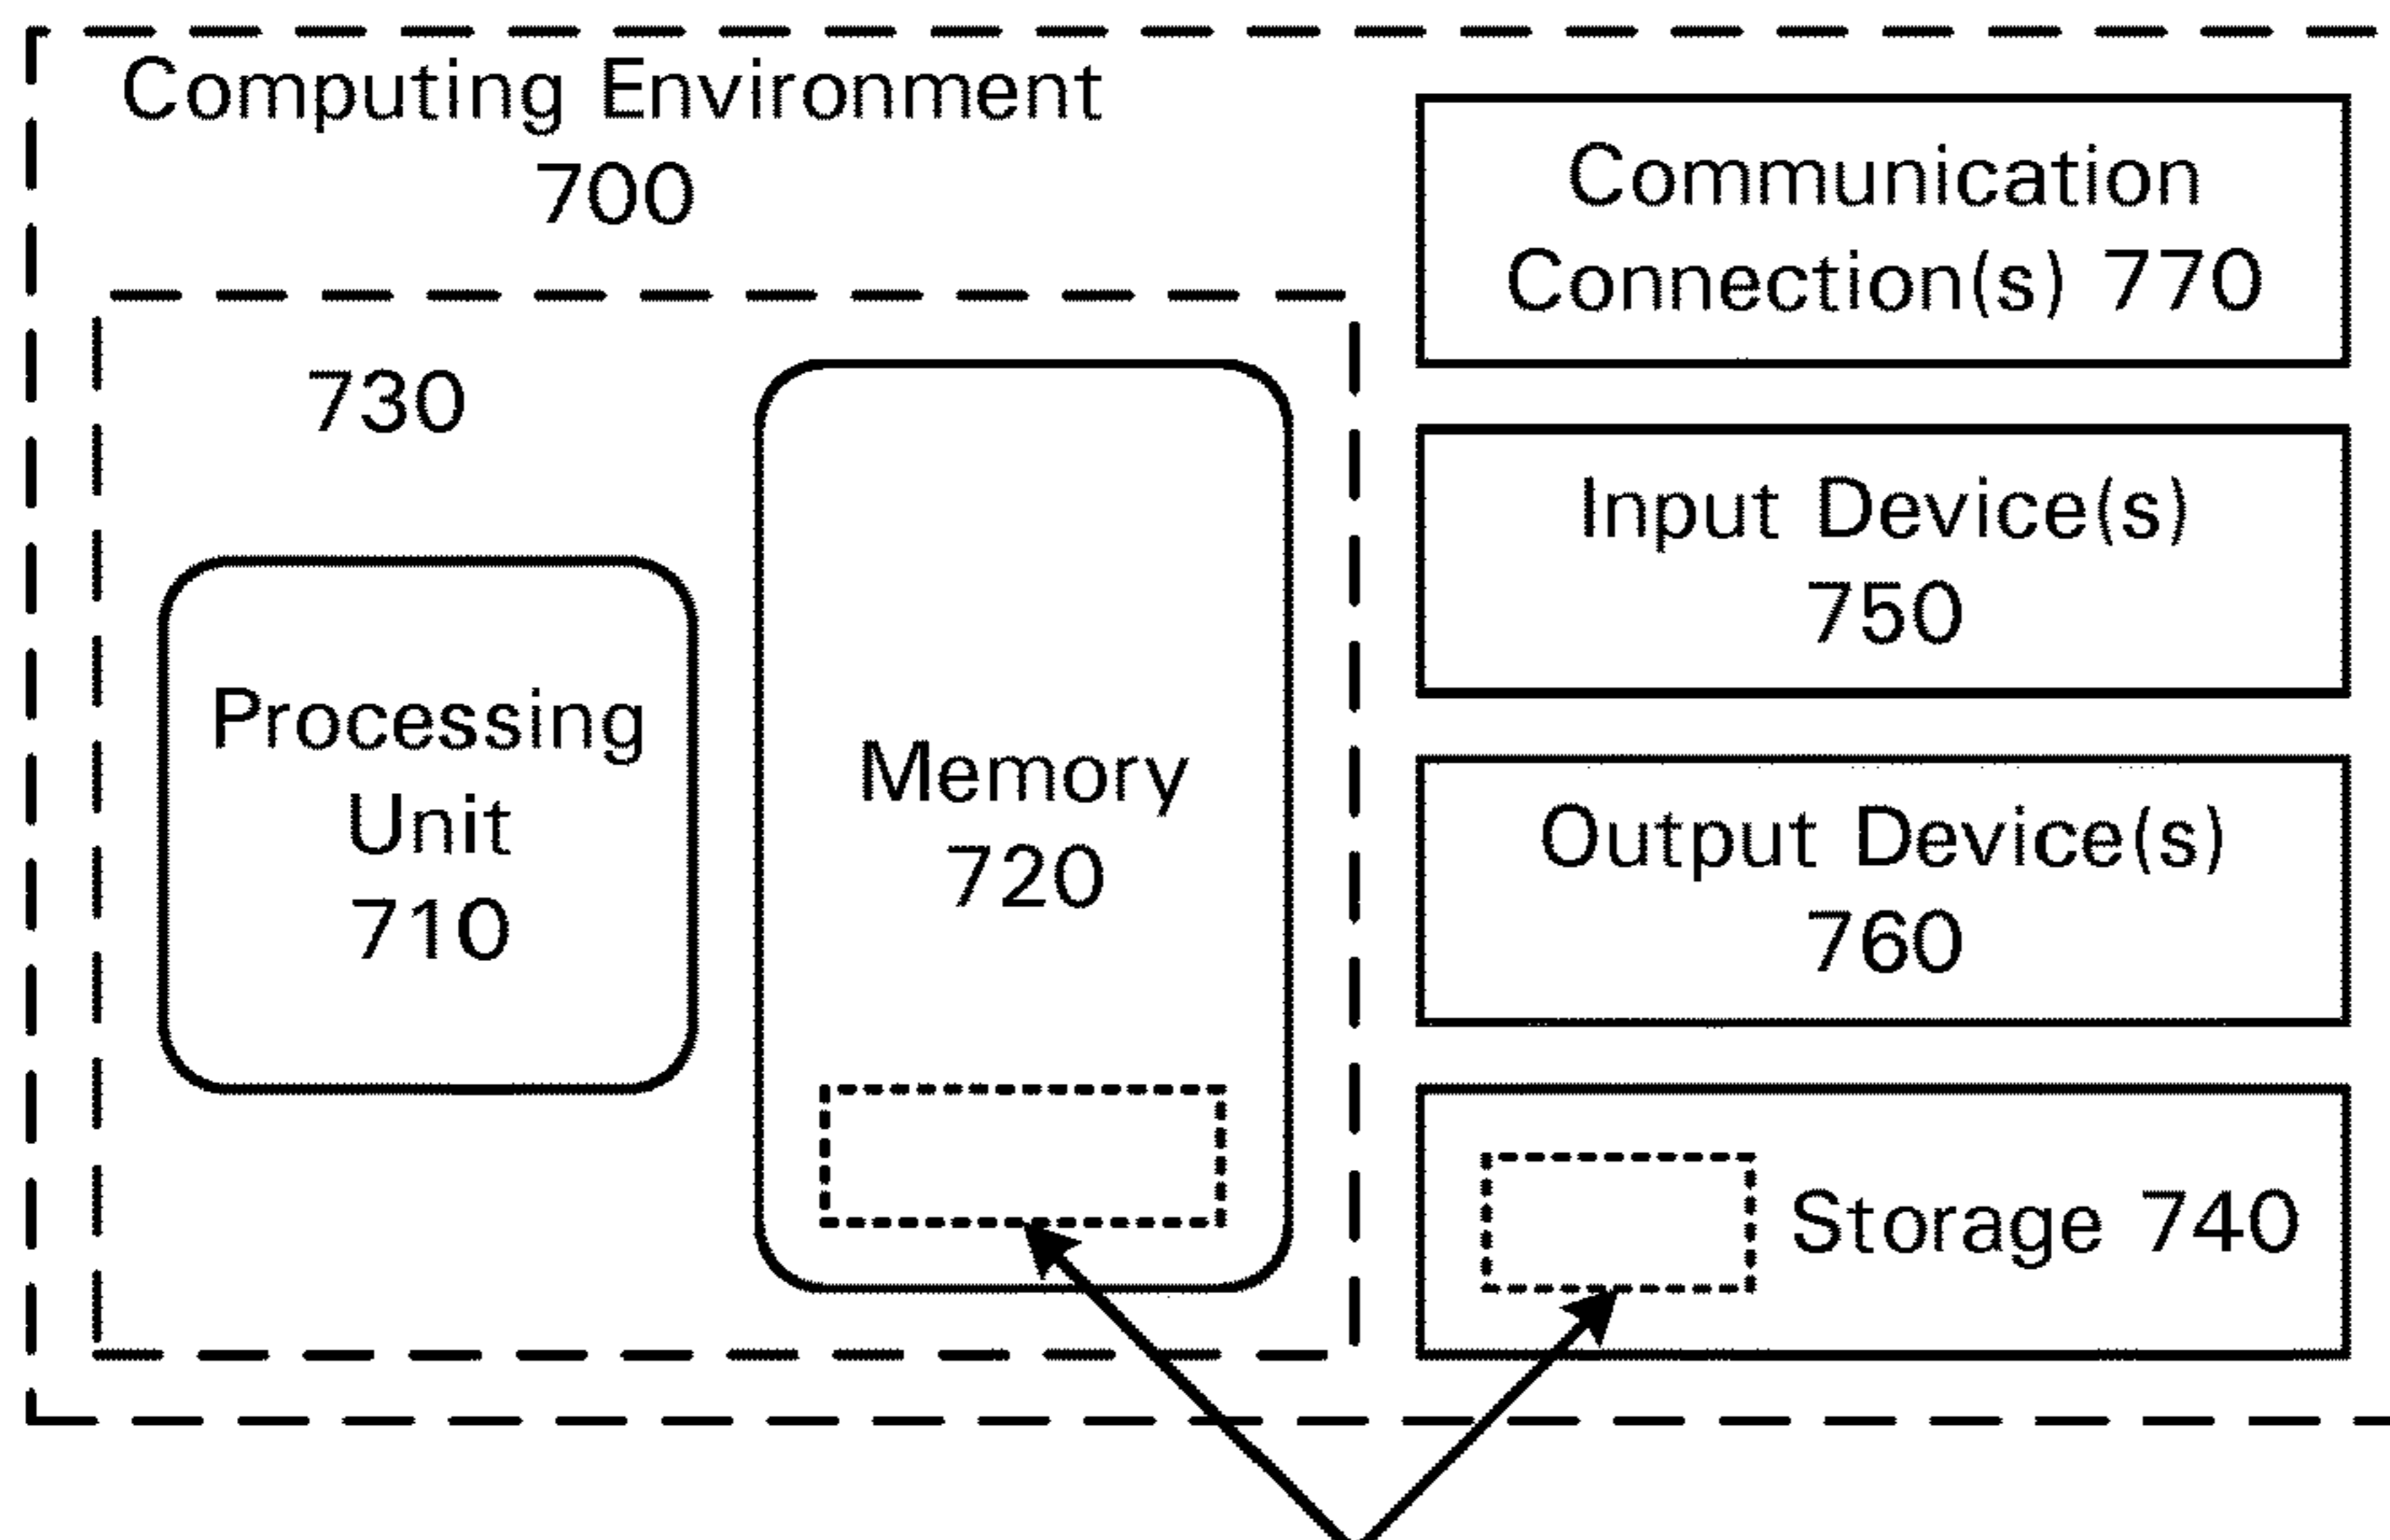 Computing Environment
700
730
Processing
Unit
710
Memory
720
Communication
Connection(s) 770
Input Device(s)
750
Output Device(s)
760
Storage 740